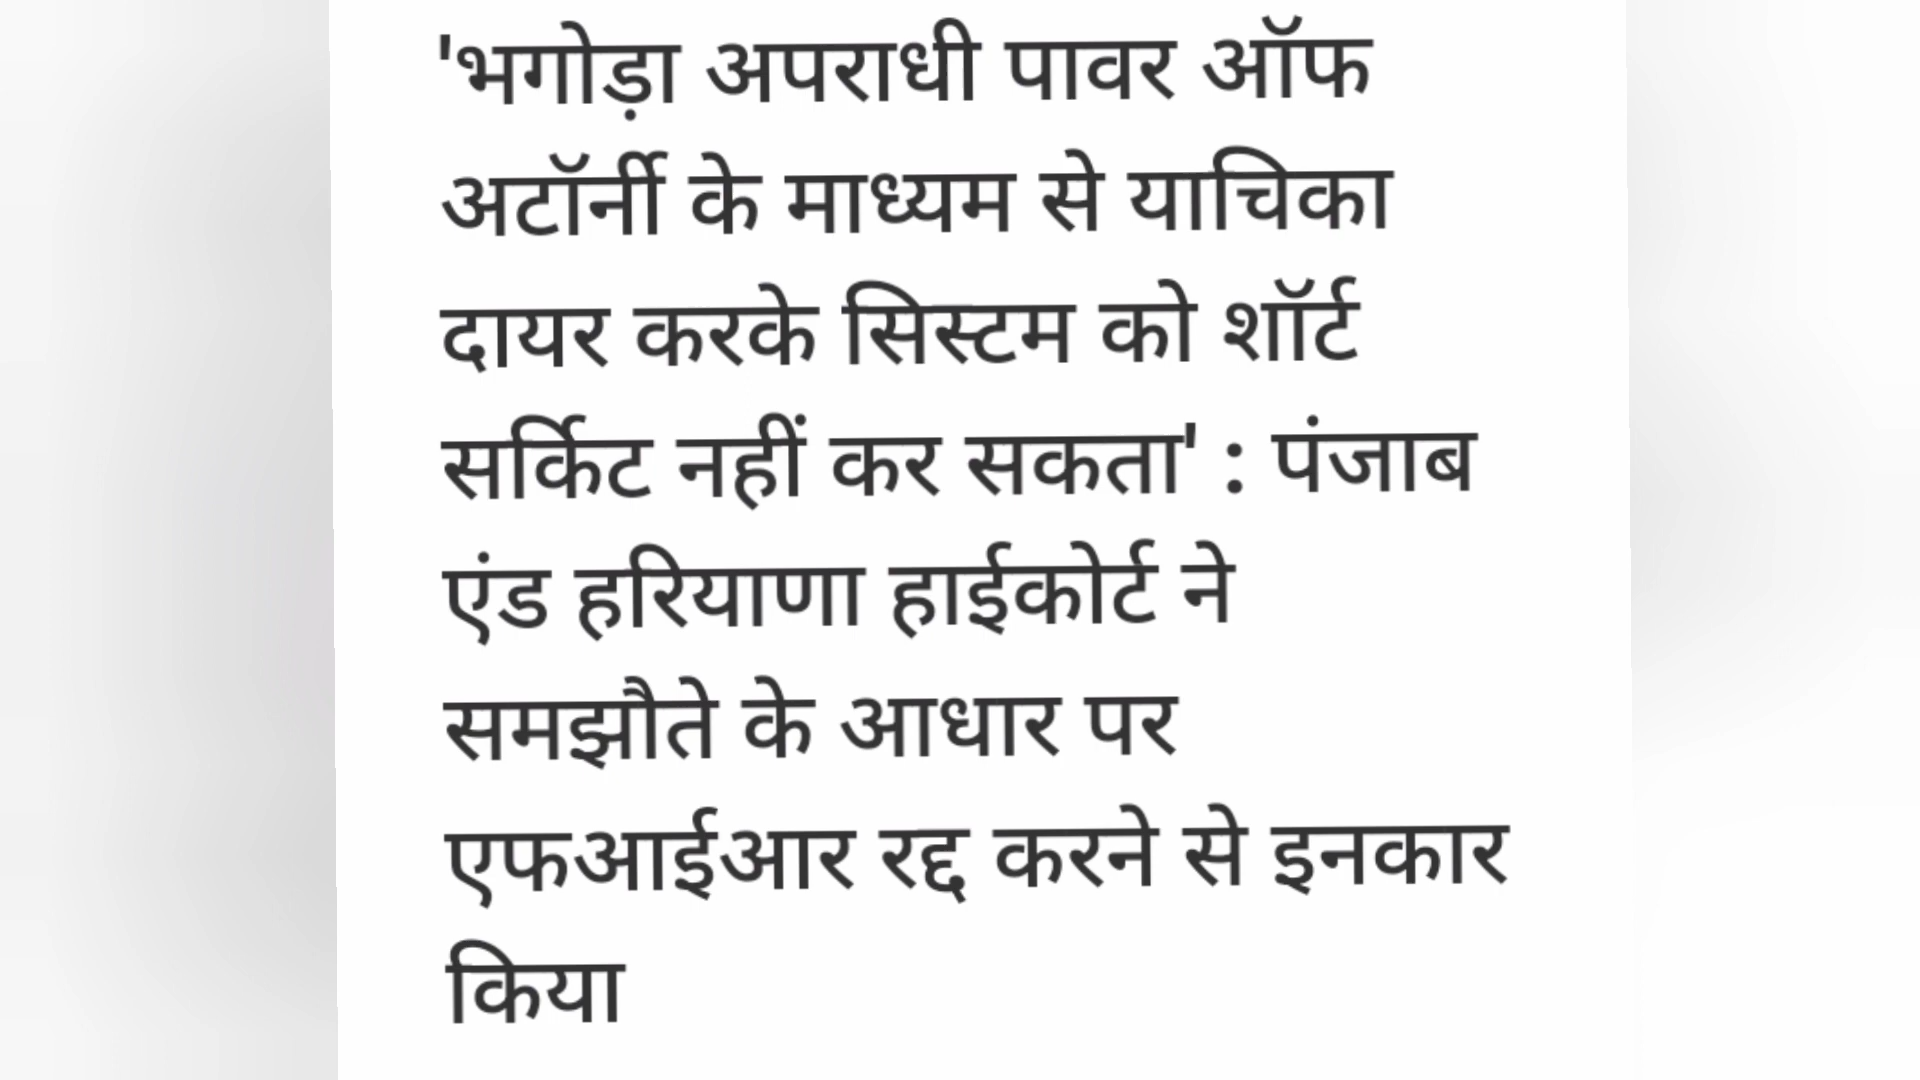 'भगोड़ा अपराधी पावर ऑफ
अटॉर्नी के माध्यम से याचिका
दायर करके सिस्टम को शॉर्ट
सर्किट नहीं कर सकता' : पंजाब
एंड हरियाणा हाईकोर्ट ने
समझौते के आधार पर
एफआईआर रद्द करने से इनकार
किया